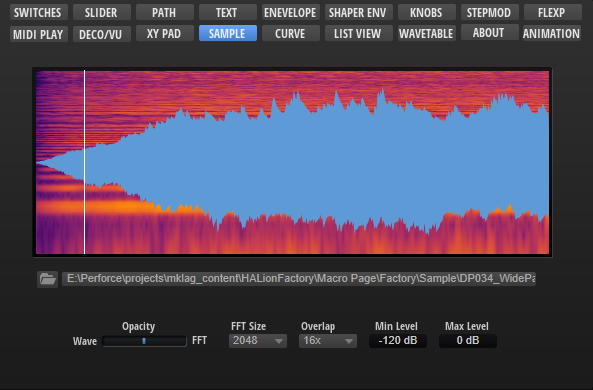 SWITCHES SLIDER PATH TEXT ENEVELOPE SHAPER ENV KNOBS STEPMOD FLEXP
MIDI PLAY DECO/VU XY PAD SAMPLE CURVE LIST VIEW WAVETABLE ABOUT ANIMATION
E:\Perforce\projects\mklag_content\HALionFactory\Macro Page\Factory\Sample\DP034_WidePa
Opacity FFT Size Overlap Min Level Max Level
Wave FFT 2048 16x -120 dB 0 dB